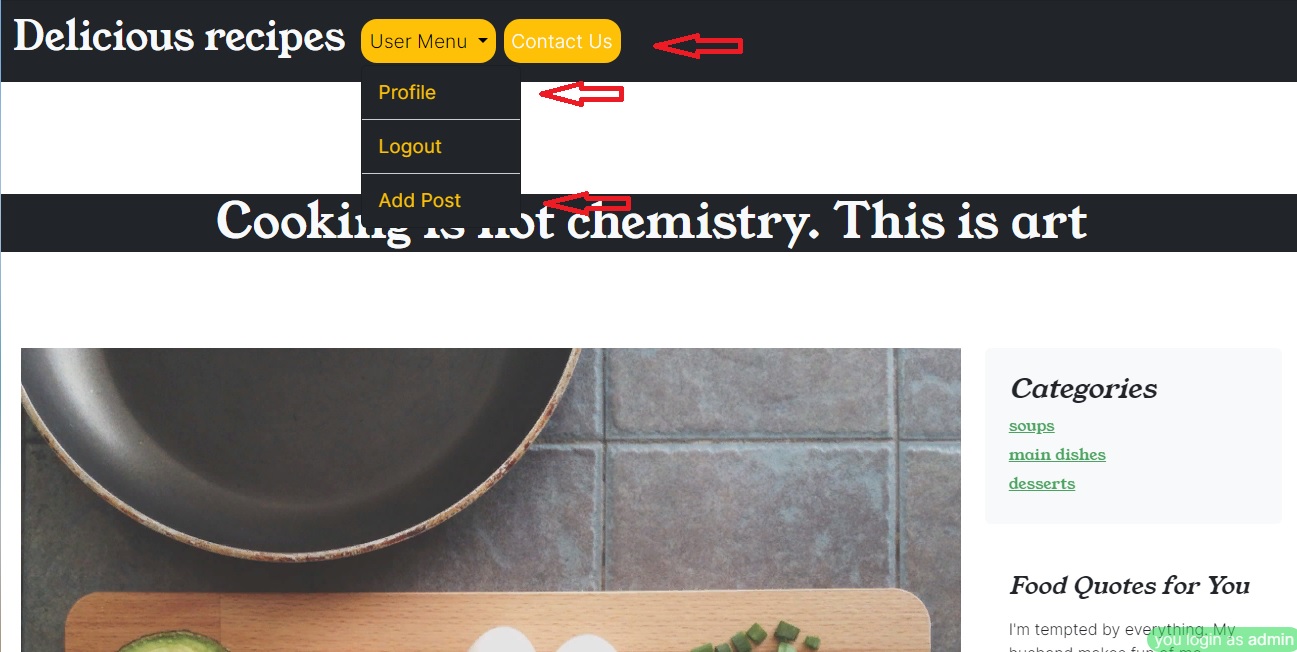 Delicious recipes
User Menu
Contact Us
Profile
Logout
Add Post
Cooking is not chemistry. This is art
Categories
soups
main dishes
desserts
Food Quotes for You
I'm tempted by everything. My
husband makes fun of me
you login as admin